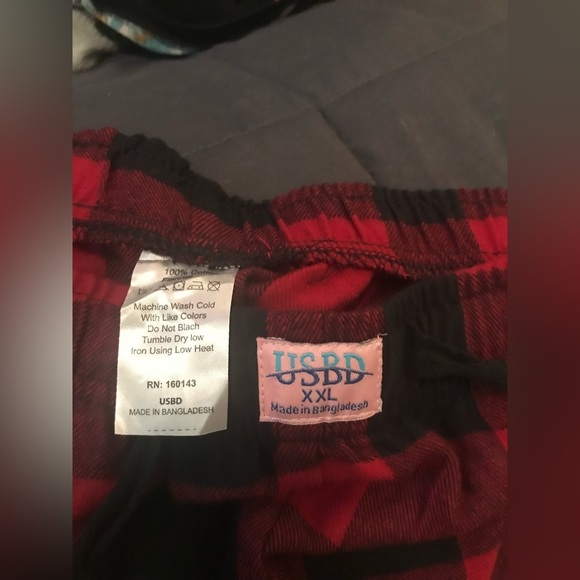 100%
Machine Wash Cold
With Like Colors
Do Not Blach
Tumble Dry low
Iron Using Low Heat
RN: 160143
USBD
MADE IN BANGLADESH
USBD
XXL
Made in Bangladesh